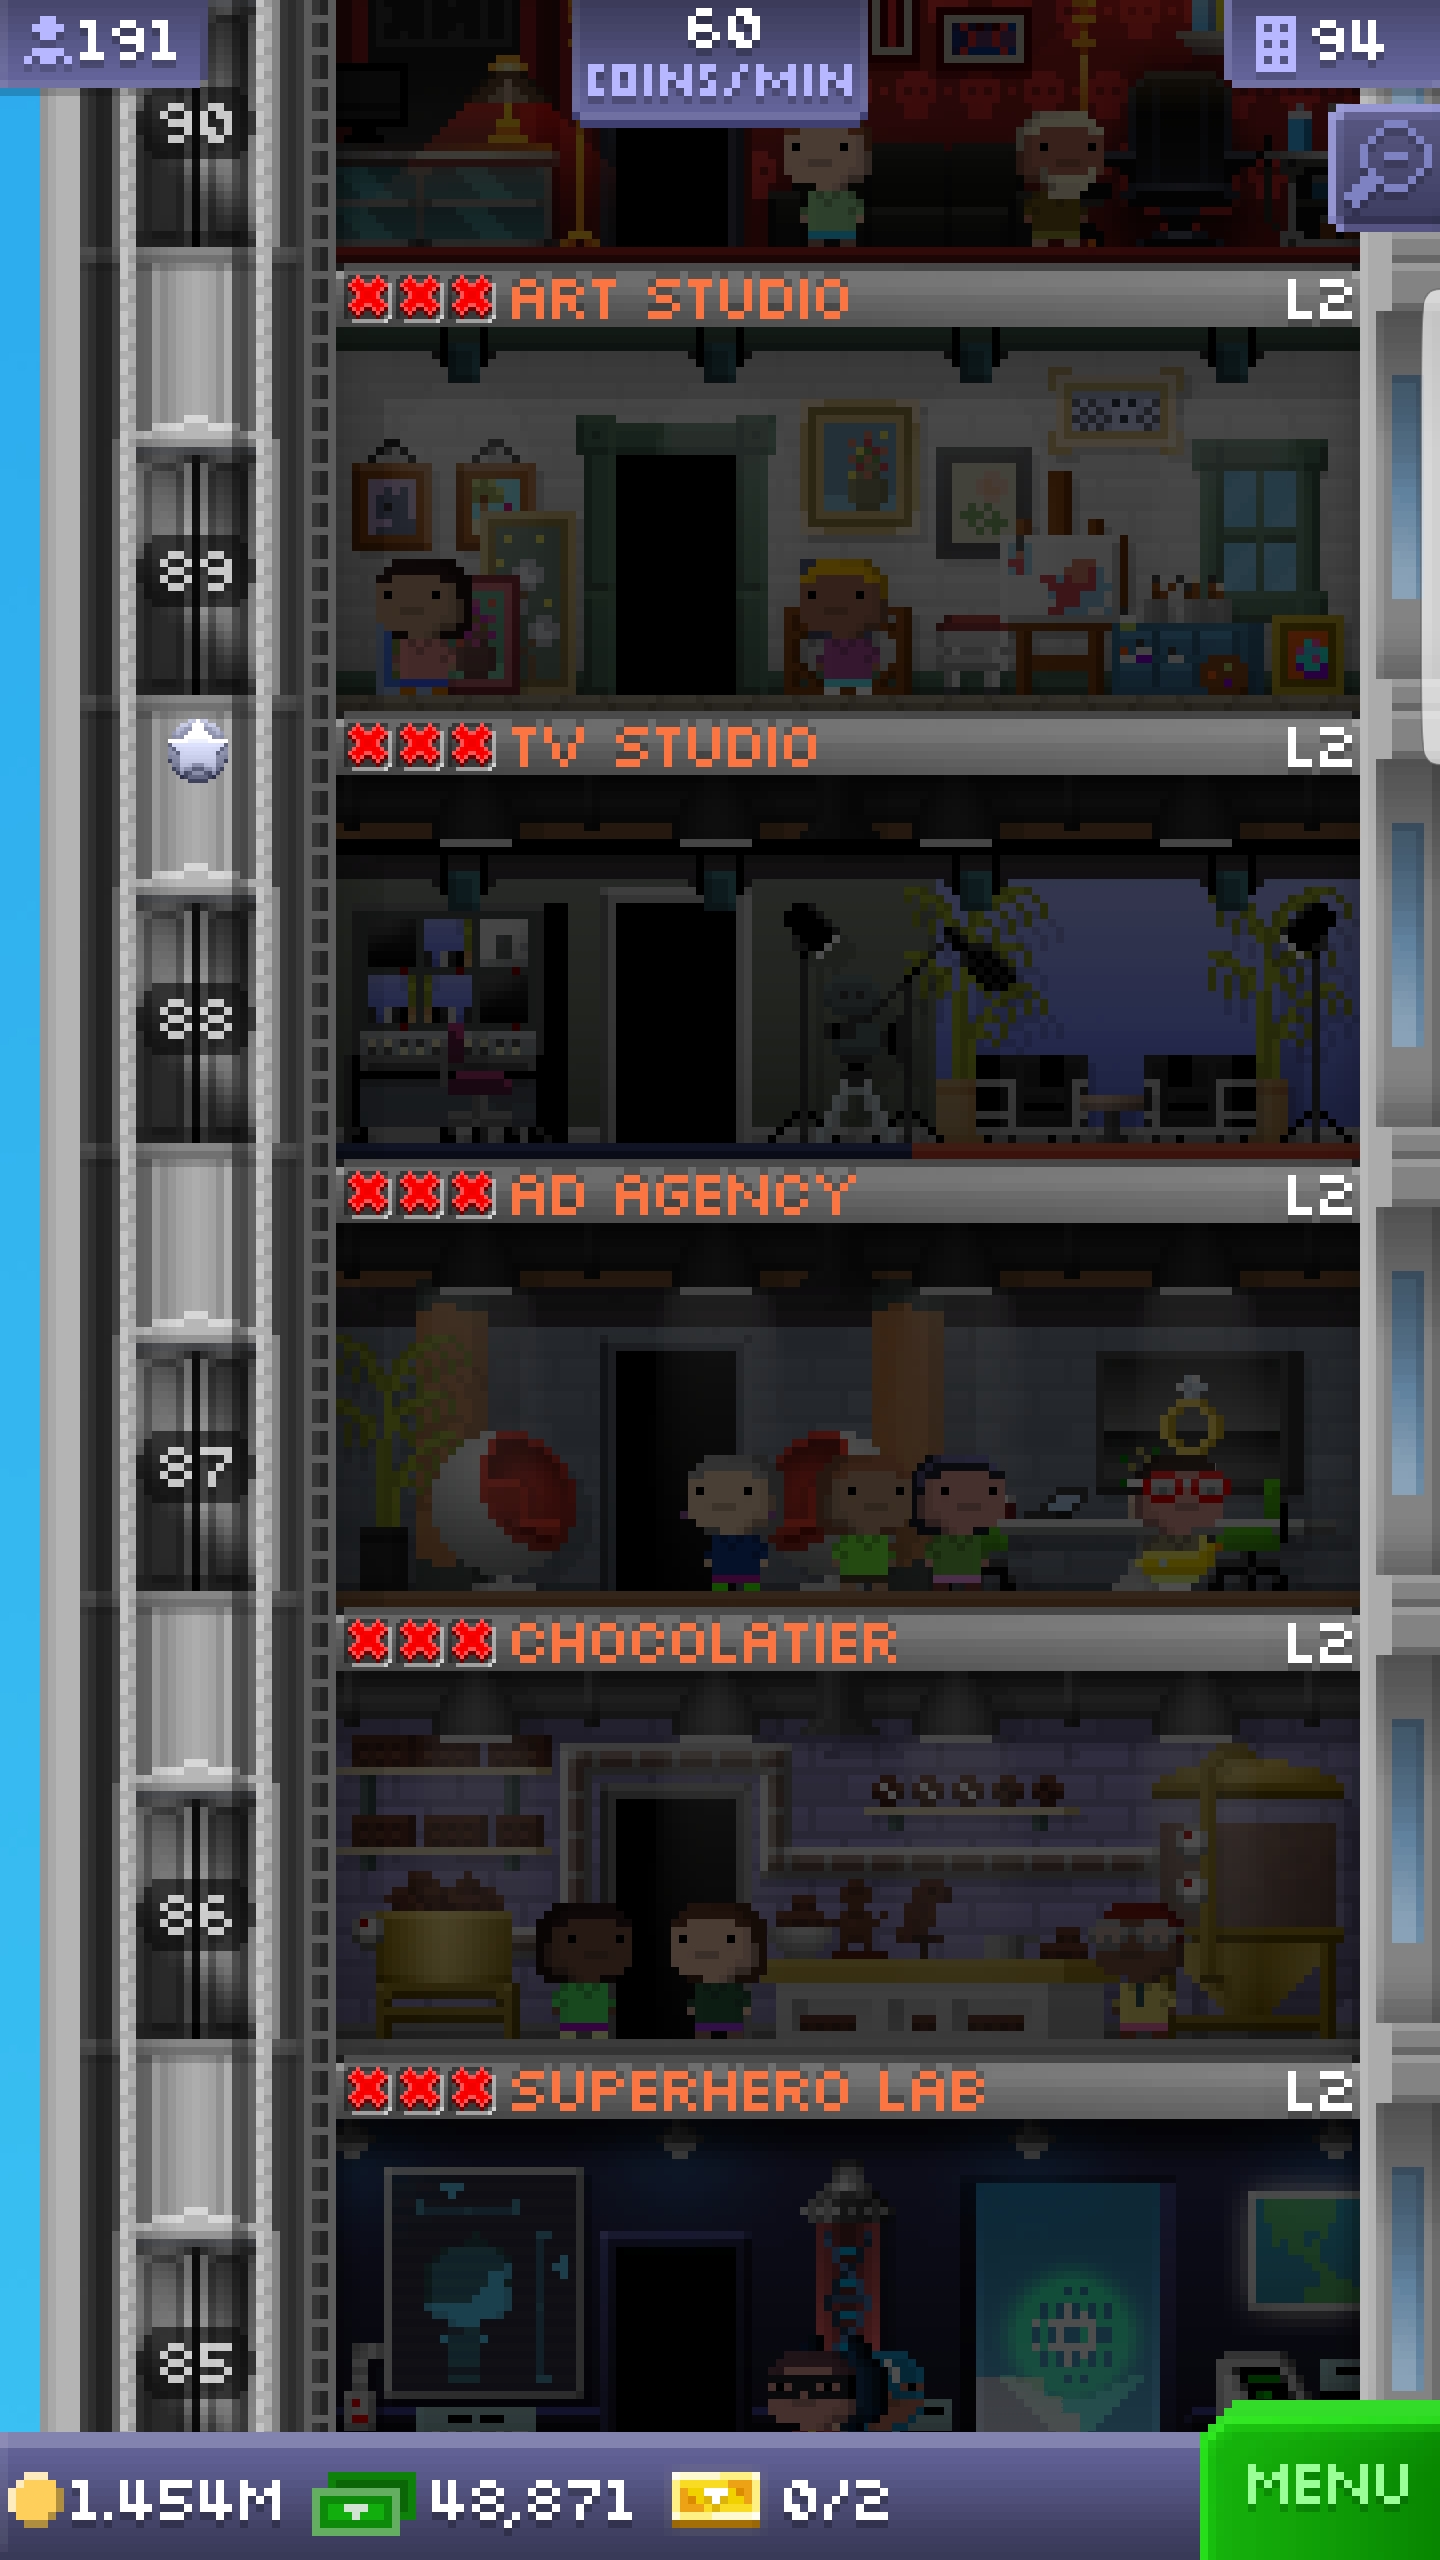 191
60
COINS/MIN
94
90
ART STUDIO L2
89
TV STUDIO L2
88
AD AGENCY L2
87
CHOCOLATIER L2
86
SUPERHERO LAB L2
85
1.454M 48,871 0/2
MENU